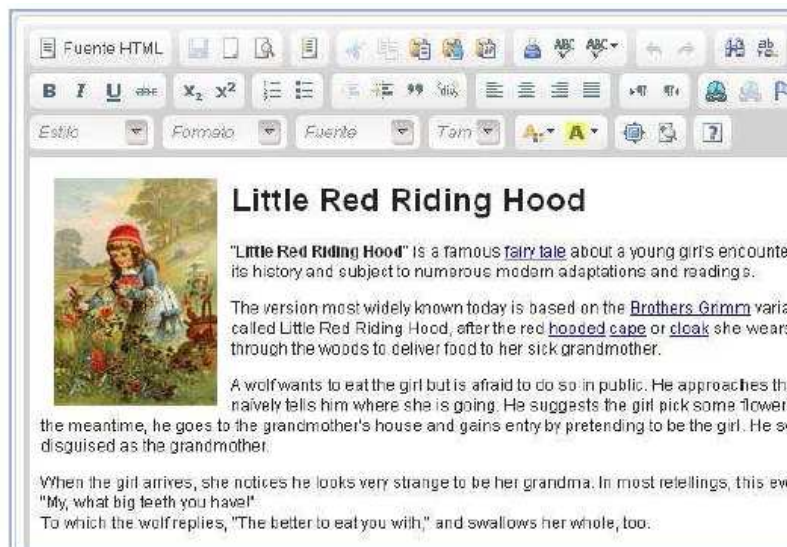 Fuente HTML
B I U abc X₂ X²
Estilo Formato Fuente Tam A A ?
Little Red Riding Hood
"Little Red Riding Hood" is a famous fairy tale about a young girl's encounte
its history and subject to numerous modern adaptations and readings.
The version most widely known today is based on the Brothers Grimm varia
called Little Red Riding Hood, after the red hooded cape or cloak she wears
through the woods to deliver food to her sick grandmother.
A wolf wants to eat the girl but is afraid to do so in public. He approaches th
naïvely tells him where she is going. He suggests the girl pick some flower
the meantime, he goes to the grandmother's house and gains entry by pretending to be the girl. He s
disguised as the grandmother.
When the girl arrives, she notices he looks very strange to be her grandma. In most retellings, this eve
"My, what big teeth you have!"
To which the wolf replies, "The better to eat you with," and swallows her whole, too.